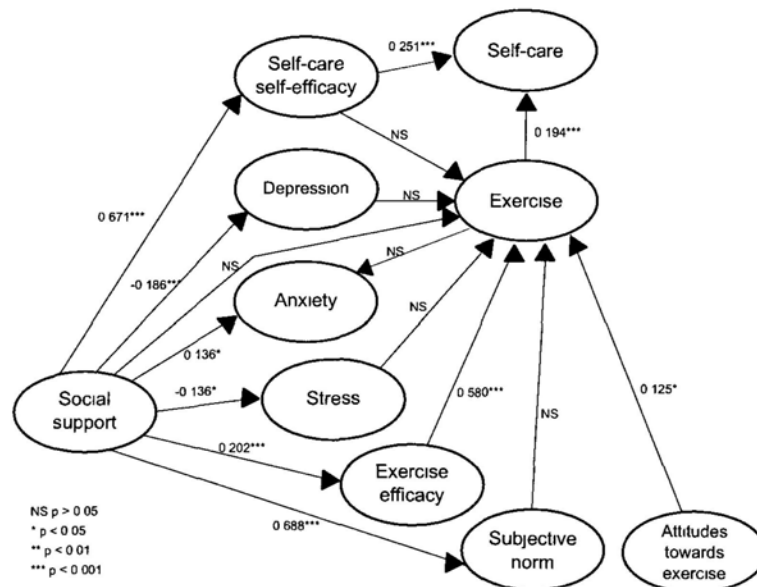 Self-care
self-efficacy
0 251***
Self-care
NS
0 194***
Depression
NS
Exercise
0 671***
-0 186***
NS
NS
Anxiety
0 136*
NS
-0 136*
Stress
Social
support
0 580***
0 125*
0 202***
NS
Exercise
efficacy
0 688***
Subjective
norm
Attitudes
towards
exercise
NS p > 0 05
* p < 0 05
** p < 0 01
*** p < 0 001